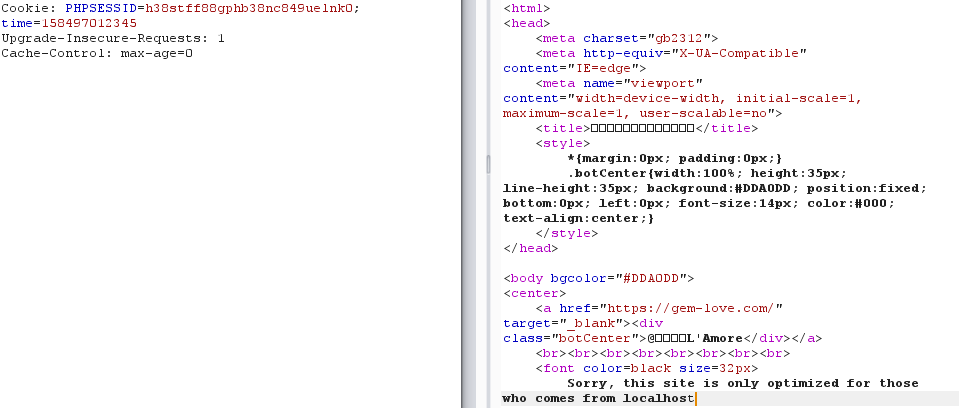 Cookie: PHPSESSID=h38stff88gphb38nc849uelnk0;
time=158497012345
Upgrade-Insecure-Requests: 1
Cache-Control: max-age=0
<html>
<head>
<meta charset="gb2312">
<meta http-equiv="X-UA-Compatible"
content="IE=edge">
<meta name="viewport"
content="width=device-width, initial-scale=1,
maximum-scale=1, user-scalable=no">
<title>□□□□□□□□□□□□□</title>
<style>
*{margin:0px; padding:0px;}
.botCenter{width:100%; height:35px;
line-height:35px; background:#DDA0DD; position:fixed;
bottom:0px; left:0px; font-size:14px; color:#000;
text-align:center;}
</style>
</head>
<body bgcolor="#DDA0DD">
<center>
<a href="https://gem-love.com/"
target="_blank"><div
class="botCenter">@□□□□L'Amore</div></a>
<br><br><br><br><br><br><br><br>
<font color=black size=32px>
Sorry, this site is only optimized for those
who comes from localhost